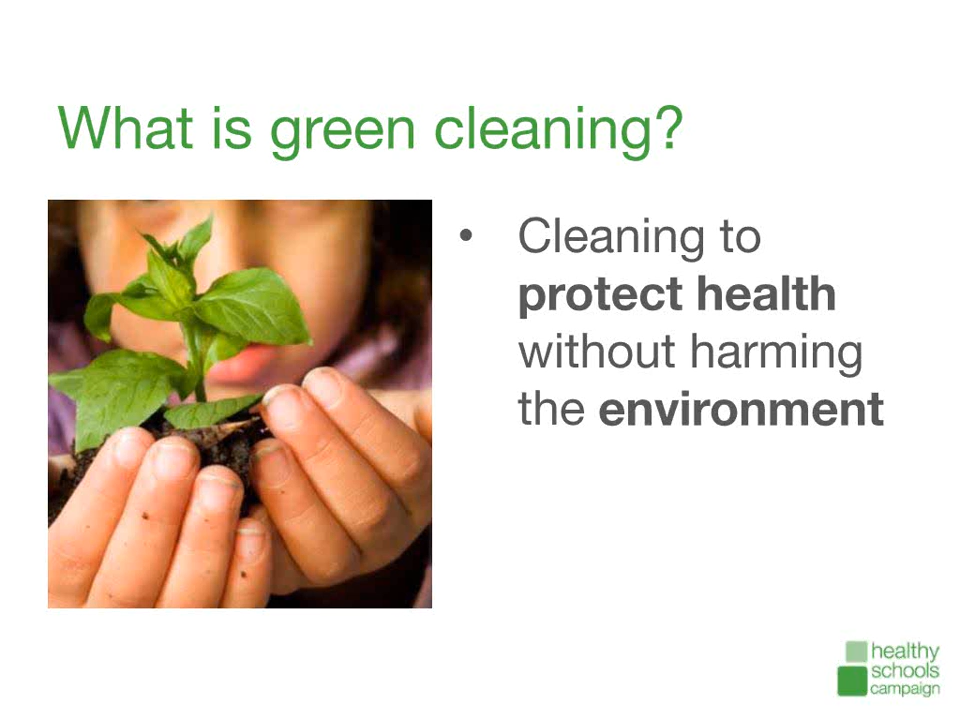 What is green cleaning?
• Cleaning to
protect health
without harming
the environment
healthy
schools
campaign